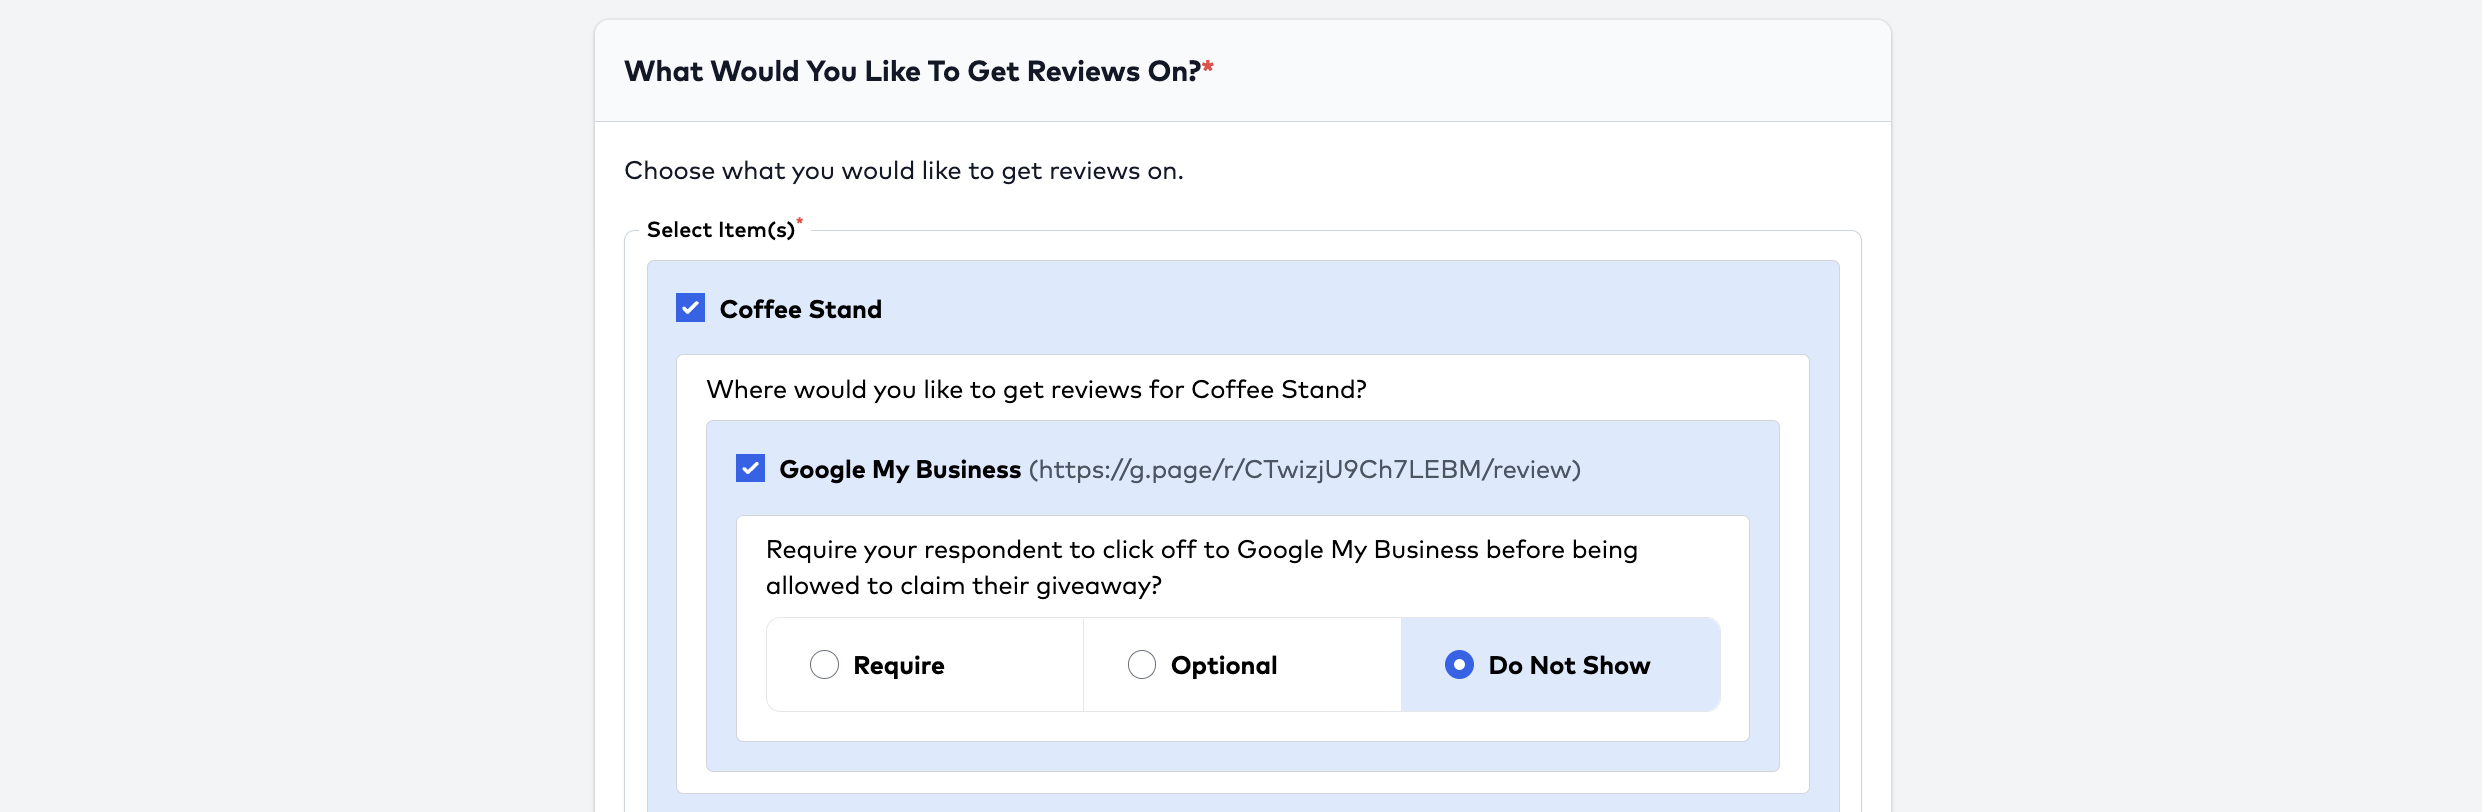 What Would You Like To Get Reviews On?*
Choose what you would like to get reviews on.
Select Item(s)*
Coffee Stand
Where would you like to get reviews for Coffee Stand?
Google My Business (https://g.page/r/CTwizjU9Ch7LEBM/review)
Require your respondent to click off to Google My Business before being
allowed to claim their giveaway?
Require
Optional
Do Not Show